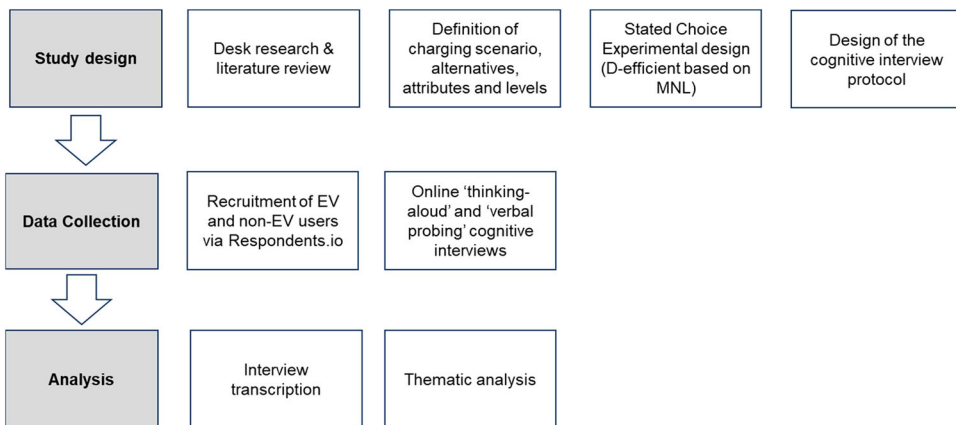 Study design
Desk research &
literature review
Definition of
charging scenario,
alternatives,
attributes and levels
Stated Choice
Experimental design
(D-efficient based on
MNL)
Design of the
cognitive interview
protocol
Data Collection
Recruitment of EV
and non-EV users
via Respondents.io
Online ‘thinking-
aloud’ and ‘verbal
probing’ cognitive
interviews
Analysis
Interview
transcription
Thematic analysis